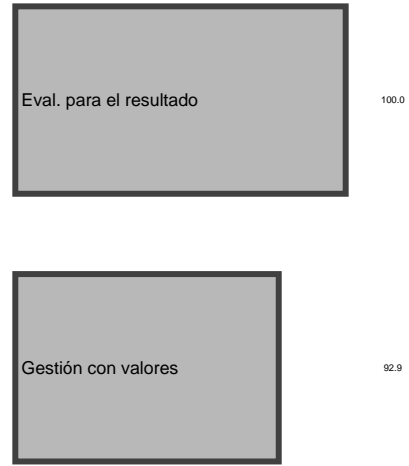 Eval. para el resultado
100.0
Gestión con valores
92.9